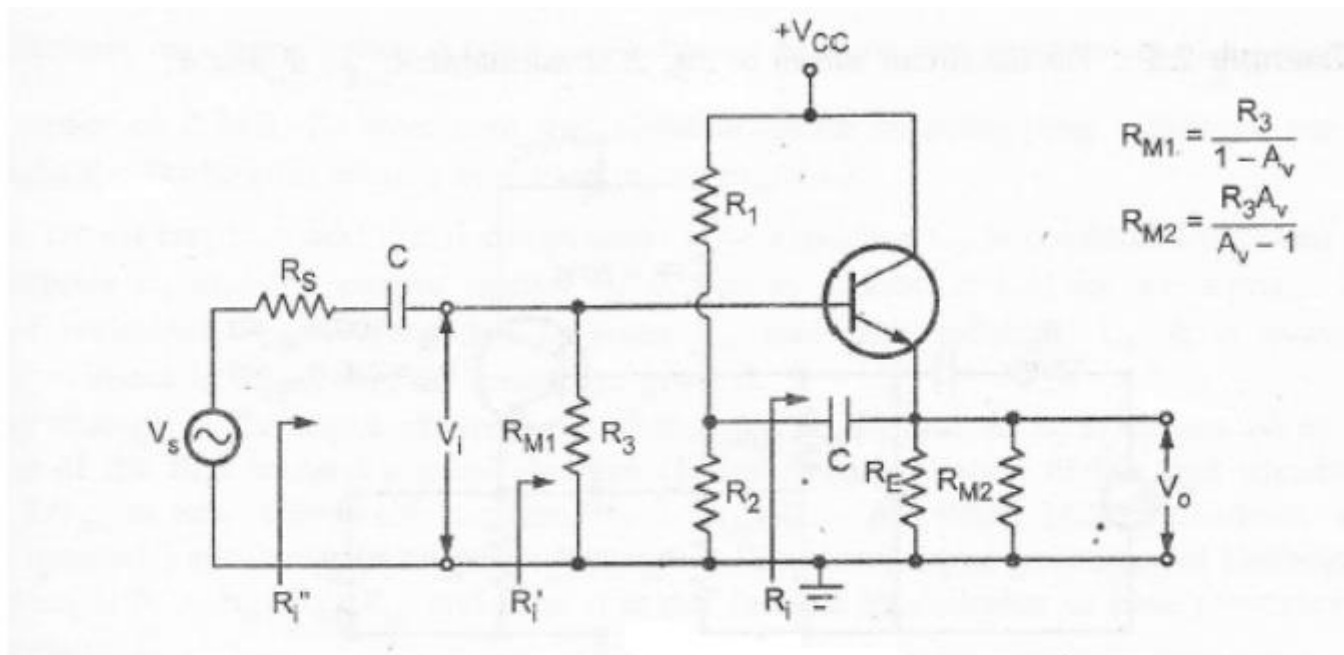 +VCC
RM1 = R3 / 1 − Av
RM2 = R3Av / Av − 1
R1
RS
C
Vs
Vi
RM1
R3
R2
C
RE
RM2
Vo
Ri"
Ri'
Ri